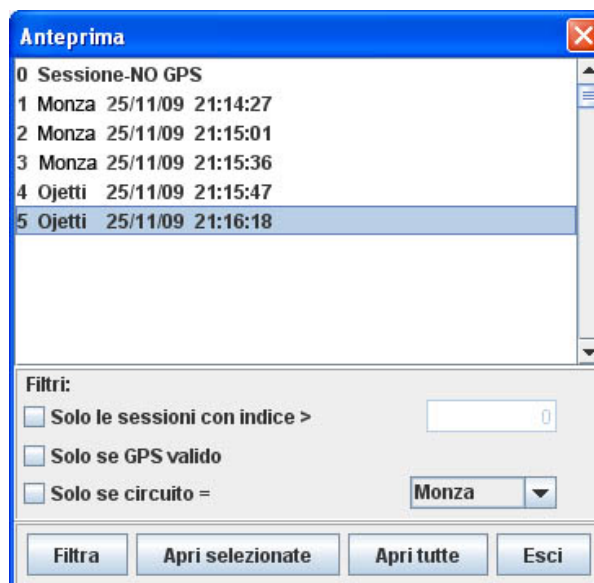 Anteprima
0 Sessione-NO GPS
1 Monza 25/11/09 21:14:27
2 Monza 25/11/09 21:15:01
3 Monza 25/11/09 21:15:36
4 Ojetti 25/11/09 21:15:47
5 Ojetti 25/11/09 21:16:18
Filtri:
Solo le sessioni con indice > 0
Solo se GPS valido
Solo se circuito = Monza
Filtra Apri selezionate Apri tutte Esci